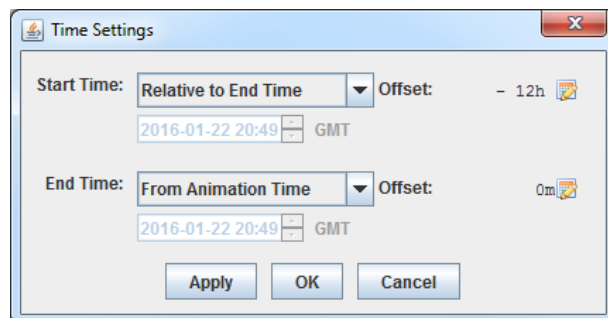 Time Settings
Start Time: Relative to End Time Offset: - 12h
2016-01-22 20:49 GMT
End Time: From Animation Time Offset: 0m
2016-01-22 20:49 GMT
Apply OK Cancel